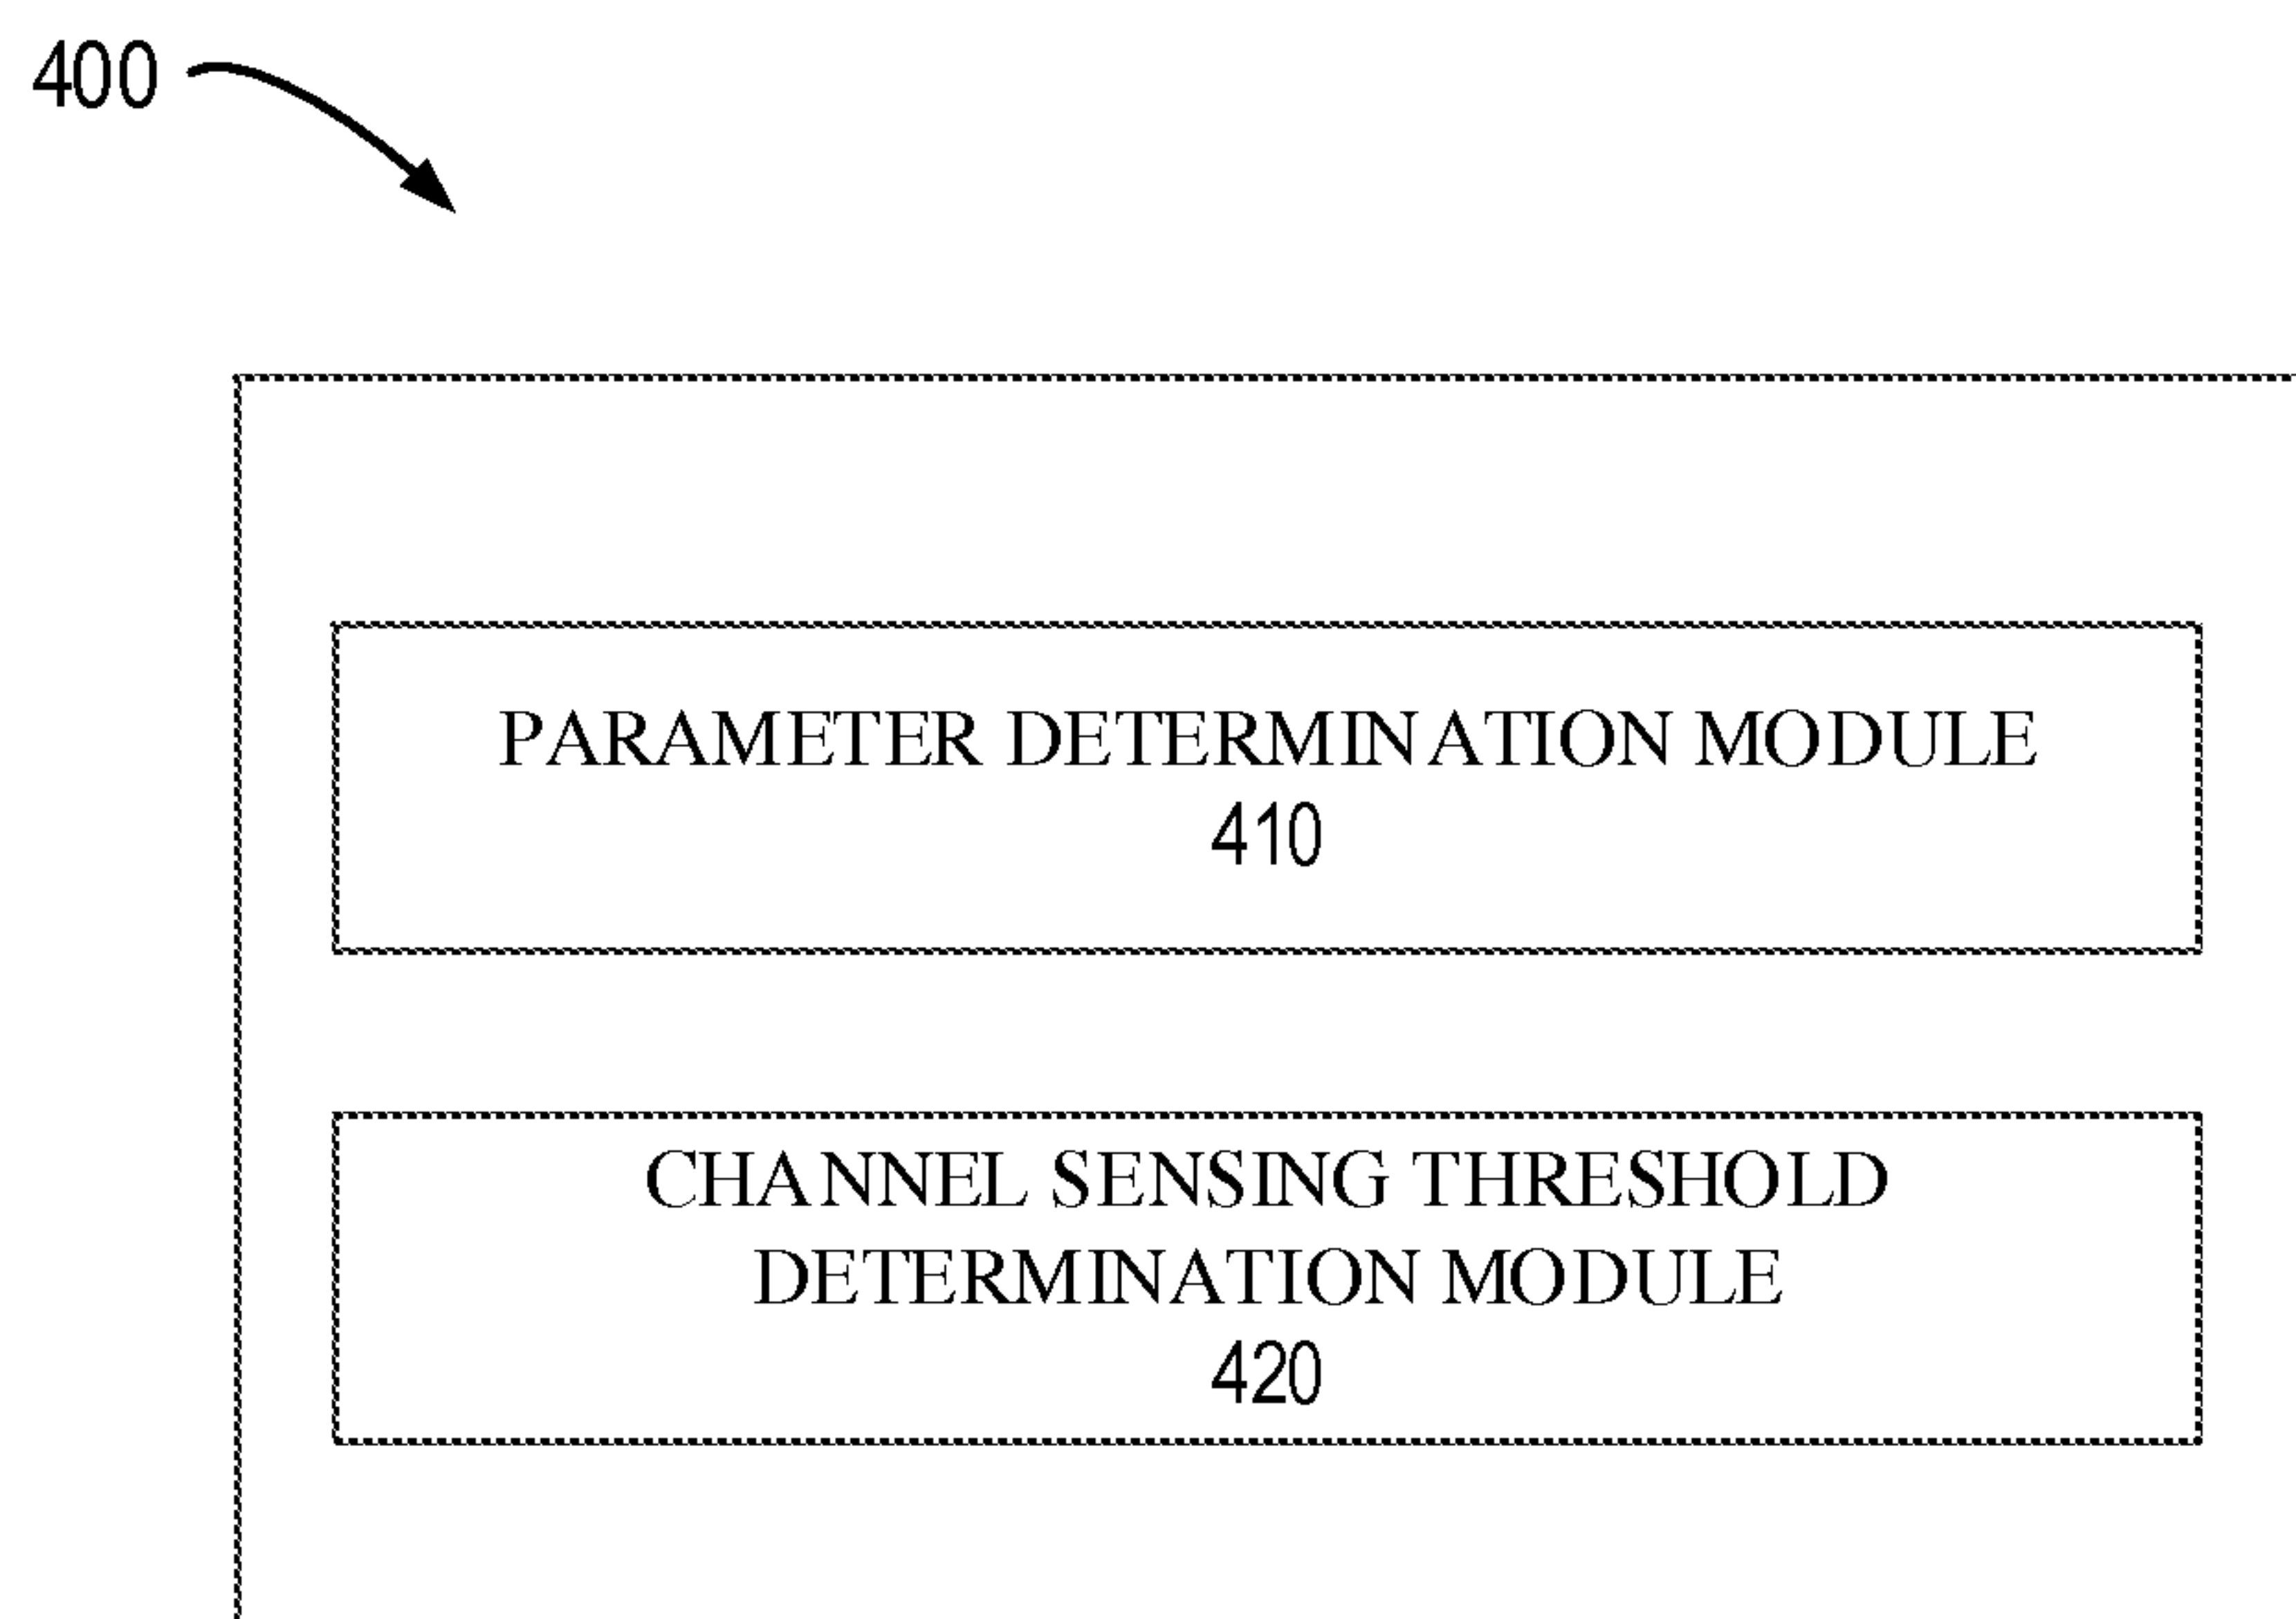 400
PARAMETER DETERMINATION MODULE
410
CHANNEL SENSING THRESHOLD
DETERMINATION MODULE
420